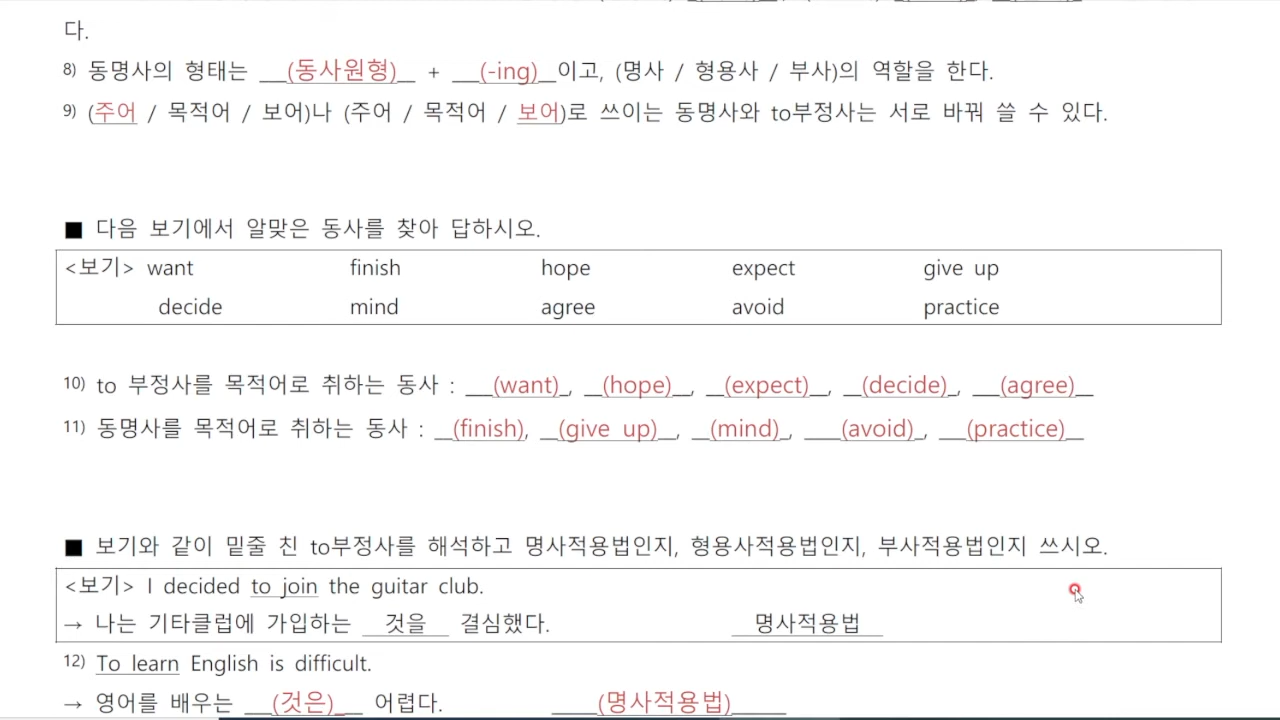 다.
8) 동명사의 형태는 __(동사원형)_ + __(-ing)_이고, (명사 / 형용사 / 부사)의 역할을 한다.
9) (주어 / 목적어 / 보어)나 (주어 / 목적어 / 보어)로 쓰이는 동명사와 to부정사는 서로 바꿔 쓸 수 있다.
■ 다음 보기에서 알맞은 동사를 찾아 답하시오.
<보기> want finish hope expect give up
decide mind agree avoid practice
10) to 부정사를 목적어로 취하는 동사 : __(want)_, _(hope)_, _(expect)_, _(decide)_, __(agree)_
11) 동명사를 목적어로 취하는 동사 : _(finish), _(give up)_, _(mind)_, ___(avoid)_, __(practice)_
■ 보기와 같이 밑줄 친 to부정사를 해석하고 명사적용법인지, 형용사적용법인지, 부사적용법인지 쓰시오.
<보기> I decided to join the guitar club.
→ 나는 기타클럽에 가입하는 것을 결심했다. 명사적용법
12) To learn English is difficult.
→ 영어를 배우는 __(것은)__ 어렵다. ____(명사적용법)____